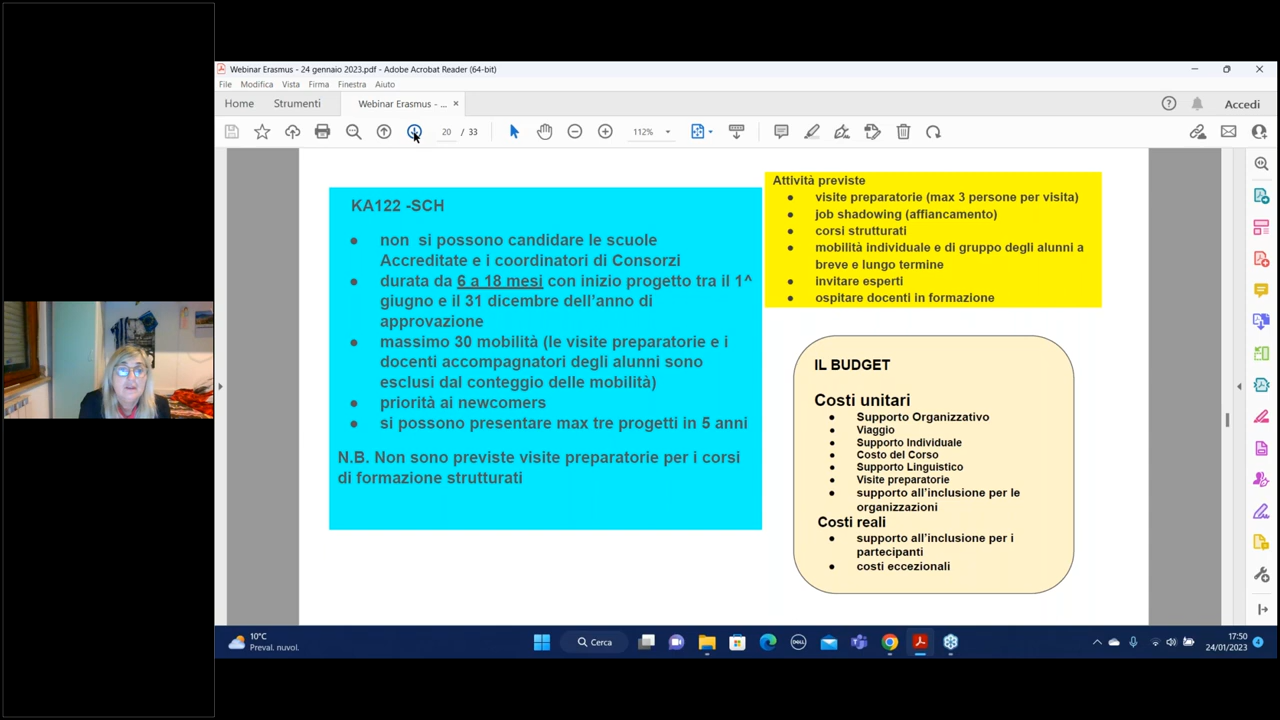 Webinar Erasmus - 24 gennaio 2023.pdf - Adobe Acrobat Reader (64-bit)
File Modifica Vista Firma Finestra Aiuto
Home Strumenti Webinar Erasmus - ... × Accedi
20 / 33 112%
KA122 -SCH
● non si possono candidare le scuole
Accreditate e i coordinatori di Consorzi
● durata da 6 a 18 mesi con inizio progetto tra il 1^
giugno e il 31 dicembre dell'anno di
approvazione
● massimo 30 mobilità (le visite preparatorie e i
docenti accompagnatori degli alunni sono
esclusi dal conteggio delle mobilità)
● priorità ai newcomers
● si possono presentare max tre progetti in 5 anni
N.B. Non sono previste visite preparatorie per i corsi
di formazione strutturati
Attività previste
● visite preparatorie (max 3 persone per visita)
● job shadowing (affiancamento)
● corsi strutturati
● mobilità individuale e di gruppo degli alunni a
breve e lungo termine
● invitare esperti
● ospitare docenti in formazione
IL BUDGET
Costi unitari
● Supporto Organizzativo
● Viaggio
● Supporto Individuale
● Costo del Corso
● Supporto Linguistico
● Visite preparatorie
● supporto all'inclusione per le
organizzazioni
Costi reali
● supporto all'inclusione per i
partecipanti
● costi eccezionali
10°C
Preval. nuvol.
Cerca
DELL
17:50
24/01/2023
4